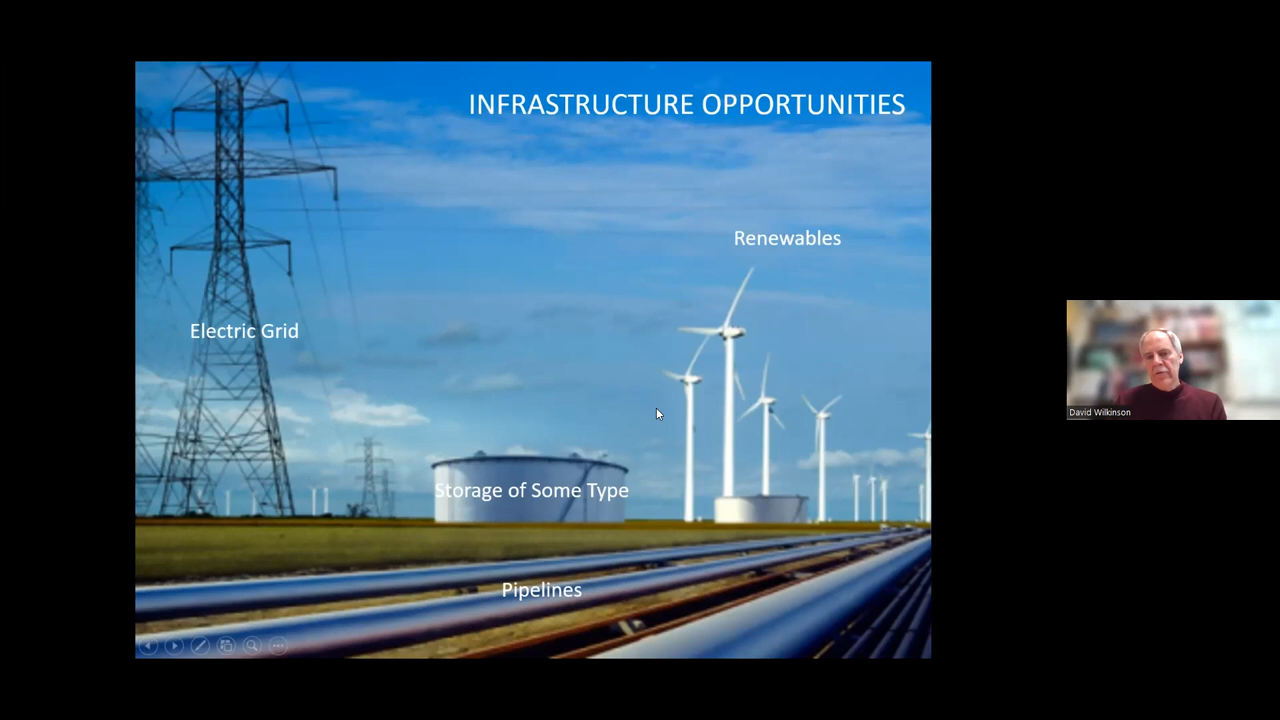 INFRASTRUCTURE OPPORTUNITIES
Renewables
Electric Grid
Storage of Some Type
Pipelines
David Wilkinson